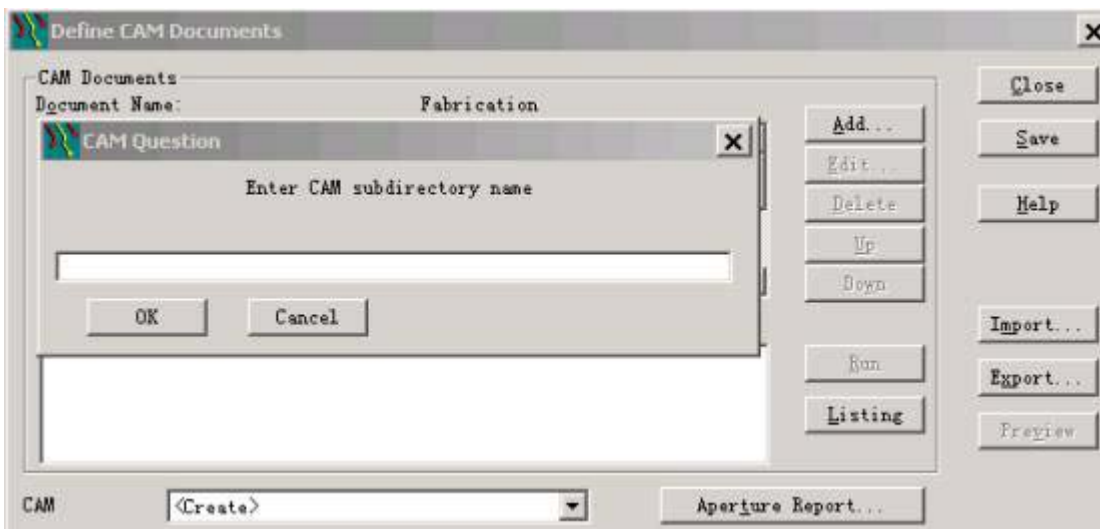 Define CAM Documents
CAM Documents
Document Name: Fabrication
CAM Question
Enter CAM subdirectory name
OK Cancel
Add...
Edit...
Delete
Up
Down
Run
Listing
Close
Save
Help
Import...
Export...
Preview
CAM <Create> Aperture Report...